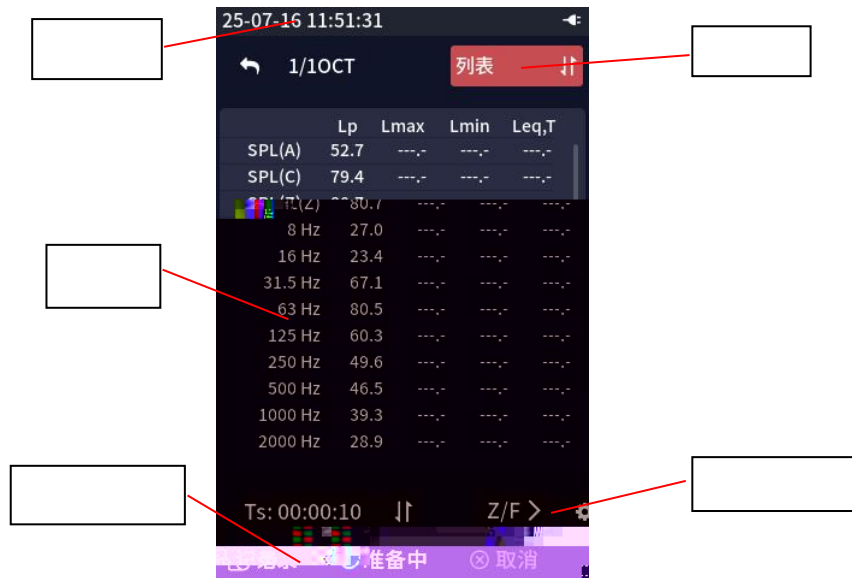 25-07-16 11:51:31
1/1OCT 列表
Lp Lmax Lmin Leq,T
SPL(A) 52.7 ---.- ---.- ---.-
SPL(C) 79.4 ---.- ---.- ---.-
80.7 ---.- ---.- ---.-
8 Hz 27.0 ---.- ---.- ---.-
16 Hz 23.4 ---.- ---.- ---.-
31.5 Hz 67.1 ---.- ---.- ---.-
63 Hz 80.5 ---.- ---.- ---.-
125 Hz 60.3 ---.- ---.- ---.-
250 Hz 49.6 ---.- ---.- ---.-
500 Hz 46.5 ---.- ---.- ---.-
1000 Hz 39.3 ---.- ---.- ---.-
2000 Hz 28.9 ---.- ---.- ---.-
Ts: 00:00:10 Z/F >
准备中 取消